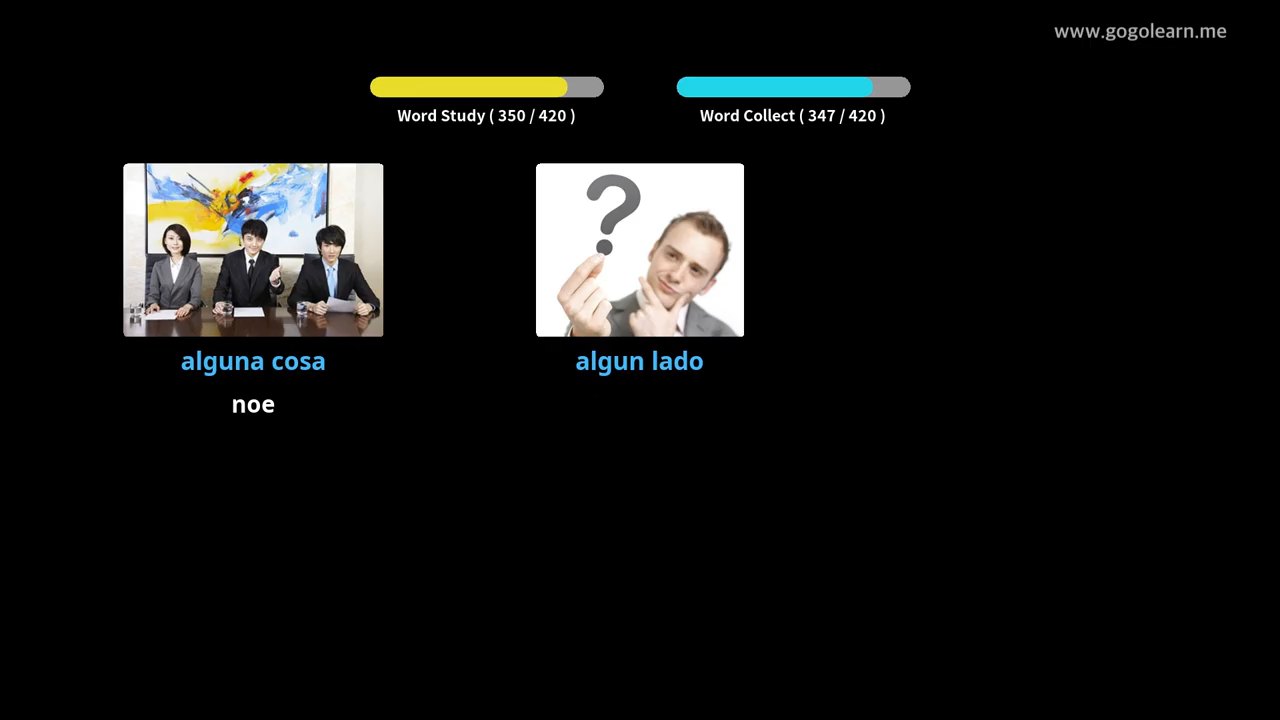 www.gogolearn.me
Word Study ( 350 / 420 )
Word Collect ( 347 / 420 )
alguna cosa
algun lado
noe